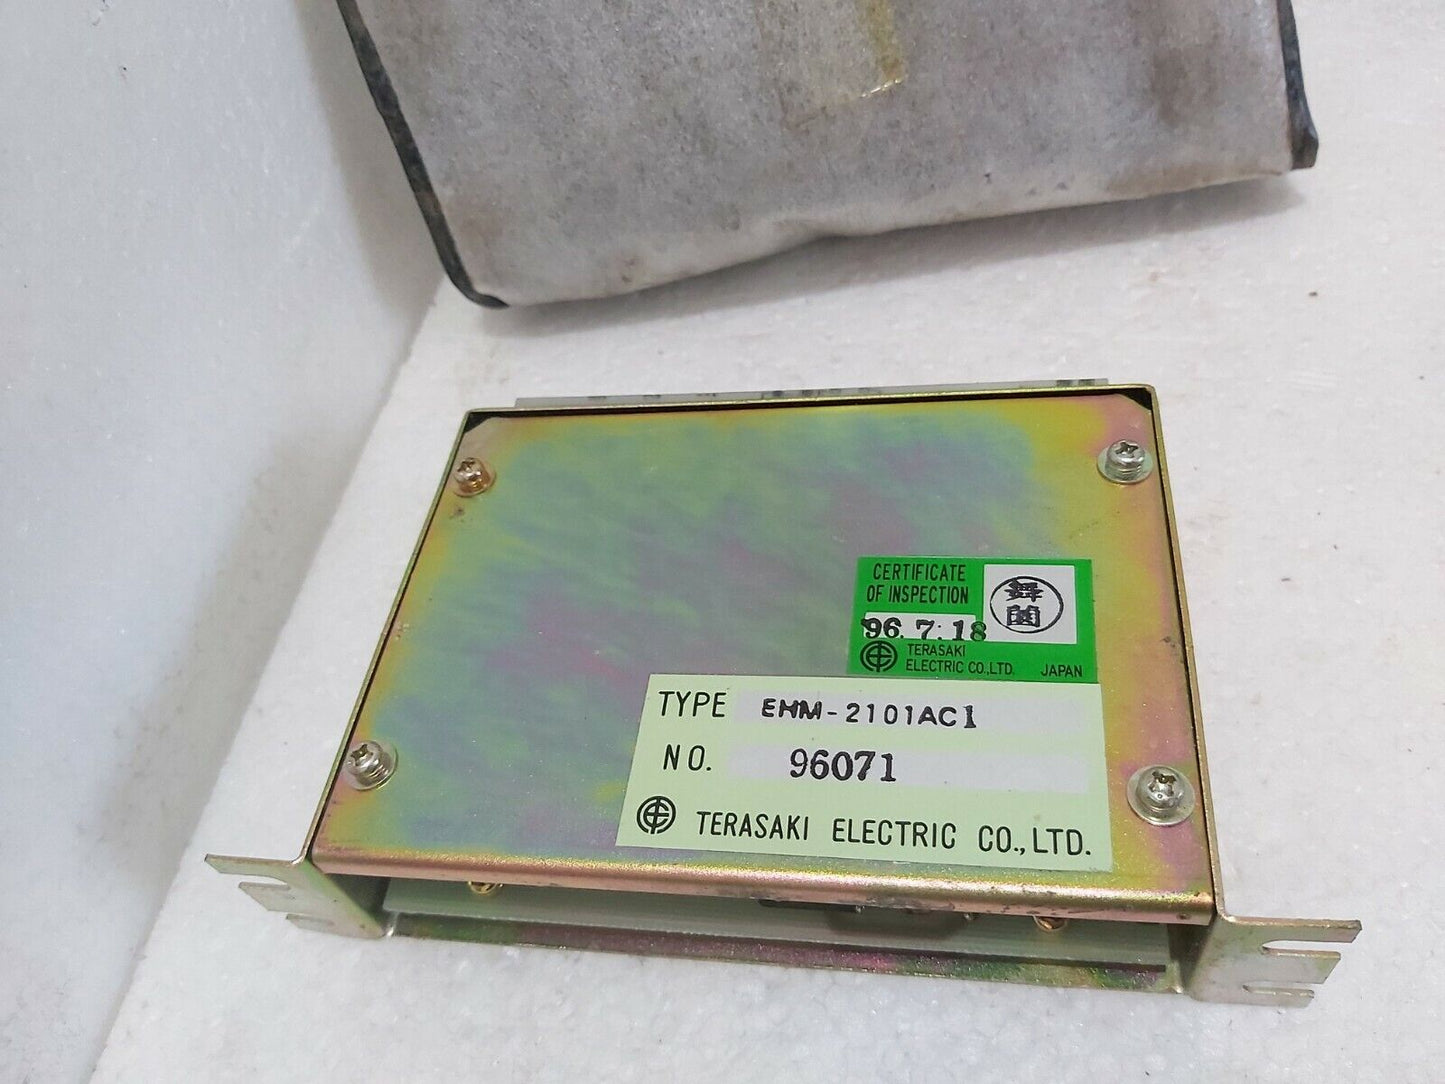 CERTIFICATE
OF INSPECTION
96.7.18
TERASAKI
ELECTRIC CO.,LTD. JAPAN
TYPE EHM-2101AC1
NO. 96071
TERASAKI ELECTRIC CO.,LTD.